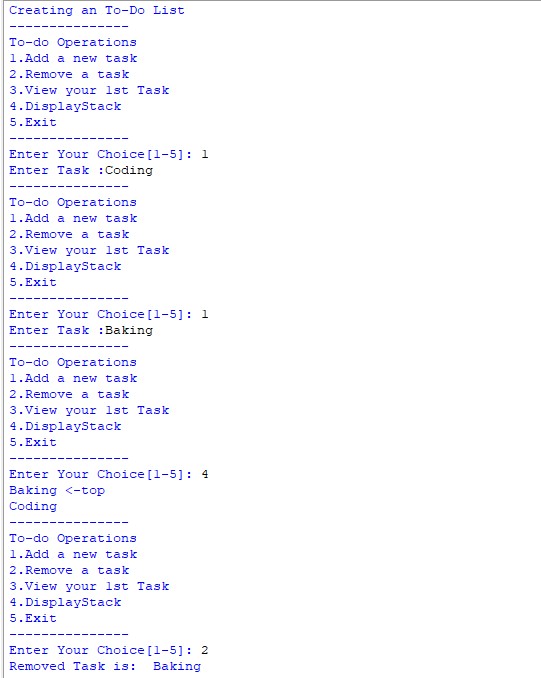 Creating an To-Do List
---------------
To-do Operations
1.Add a new task
2.Remove a task
3.View your 1st Task
4.DisplayStack
5.Exit
---------------
Enter Your Choice[1-5]: 1
Enter Task :Coding
---------------
To-do Operations
1.Add a new task
2.Remove a task
3.View your 1st Task
4.DisplayStack
5.Exit
---------------
Enter Your Choice[1-5]: 1
Enter Task :Baking
---------------
To-do Operations
1.Add a new task
2.Remove a task
3.View your 1st Task
4.DisplayStack
5.Exit
---------------
Enter Your Choice[1-5]: 4
Baking <-top
Coding
---------------
To-do Operations
1.Add a new task
2.Remove a task
3.View your 1st Task
4.DisplayStack
5.Exit
---------------
Enter Your Choice[1-5]: 2
Removed Task is:  Baking